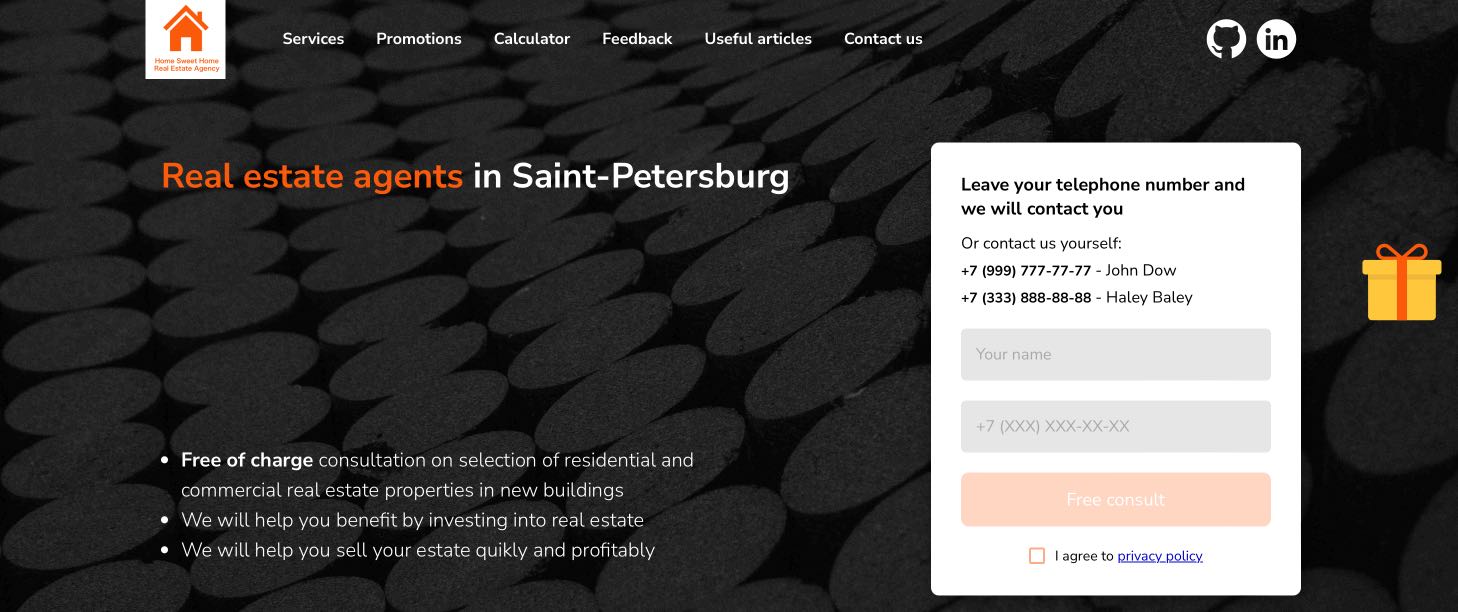 Home Sweet Home
Real Estate Agency
Services Promotions Calculator Feedback Useful articles Contact us
in
Real estate agents in Saint-Petersburg
Free of charge consultation on selection of residential and
commercial real estate properties in new buildings
We will help you benefit by investing into real estate
We will help you sell your estate quikly and profitably
Leave your telephone number and
we will contact you
Or contact us yourself:
+7 (999) 777-77-77 - John Dow
+7 (333) 888-88-88 - Haley Baley
Your name
+7 (XXX) XXX-XX-XX
Free consult
I agree to privacy policy